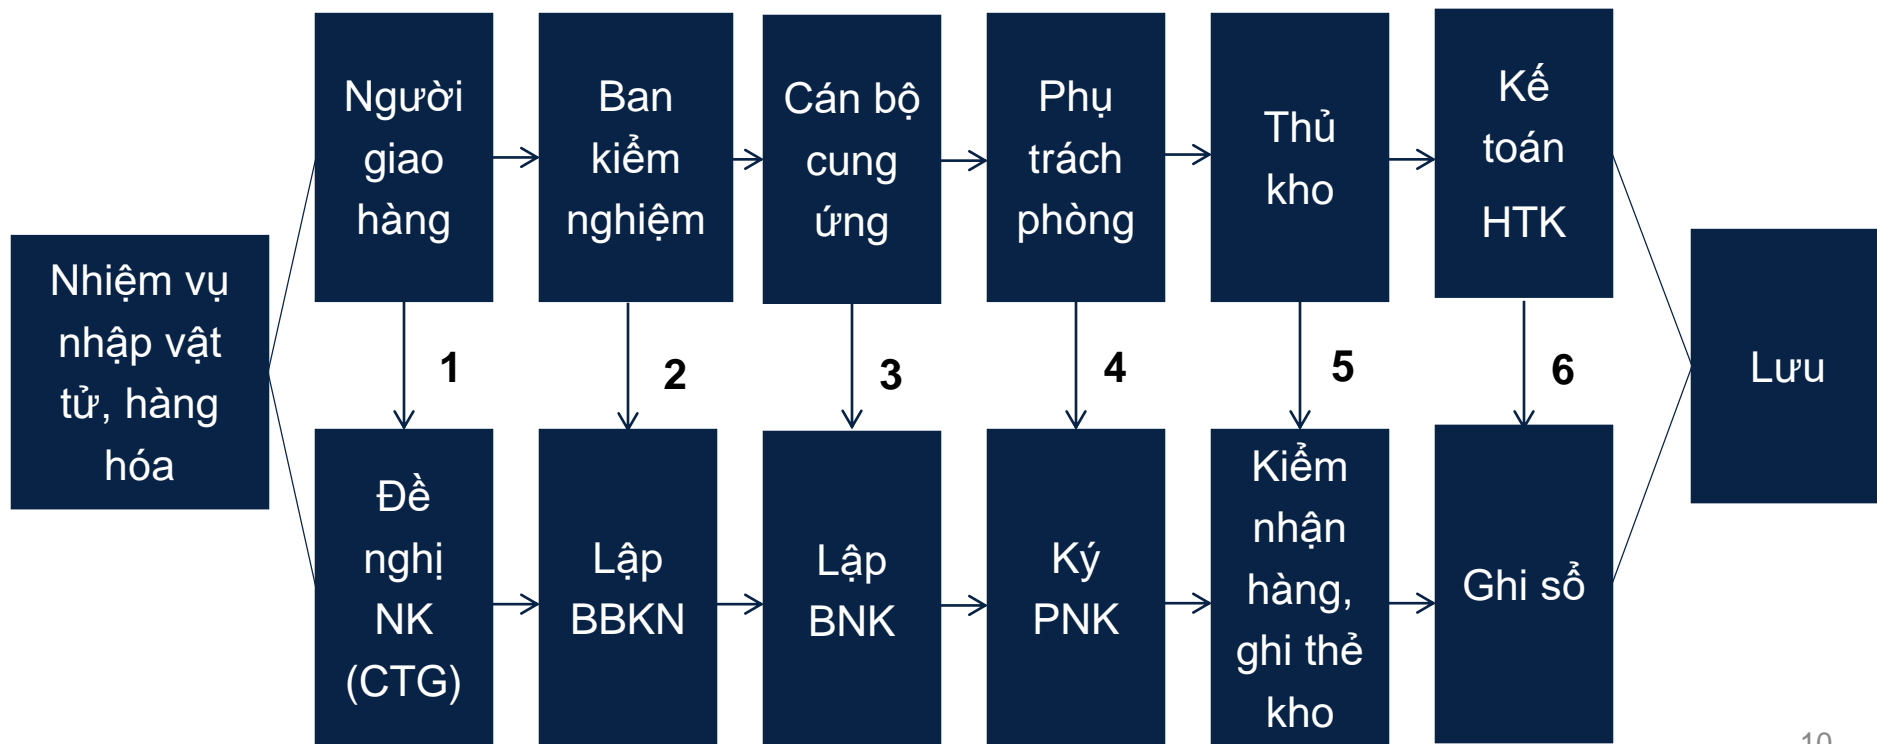 Người
giao
hàng
Ban
kiểm
nghiệm
Cán bộ
cung
ứng
Phụ
trách
phòng
Thủ
kho
Kế
toán
HTK
Nhiệm vụ
nhập vật
tử, hàng
hóa
1
2
3
4
5
6
Lưu
Đề
nghị
NK
(CTG)
Lập
BBKN
Lập
BNK
Ký
PNK
Kiểm
nhận
hàng,
ghi thẻ
kho
Ghi sổ
10